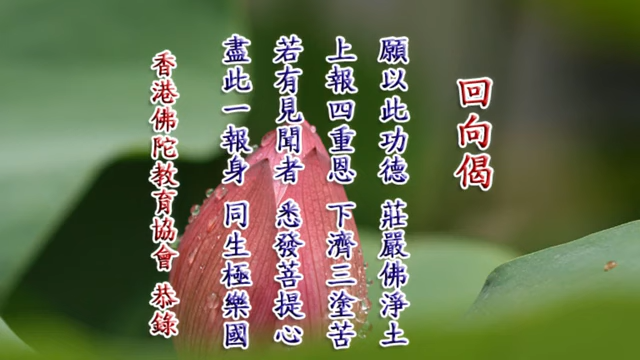 回向偈
願以此功德 莊嚴佛淨土
上報四重恩 下濟三塗苦
若有見聞者 悉發菩提心
盡此一報身 同生極樂國
香港佛陀教育協會 恭錄